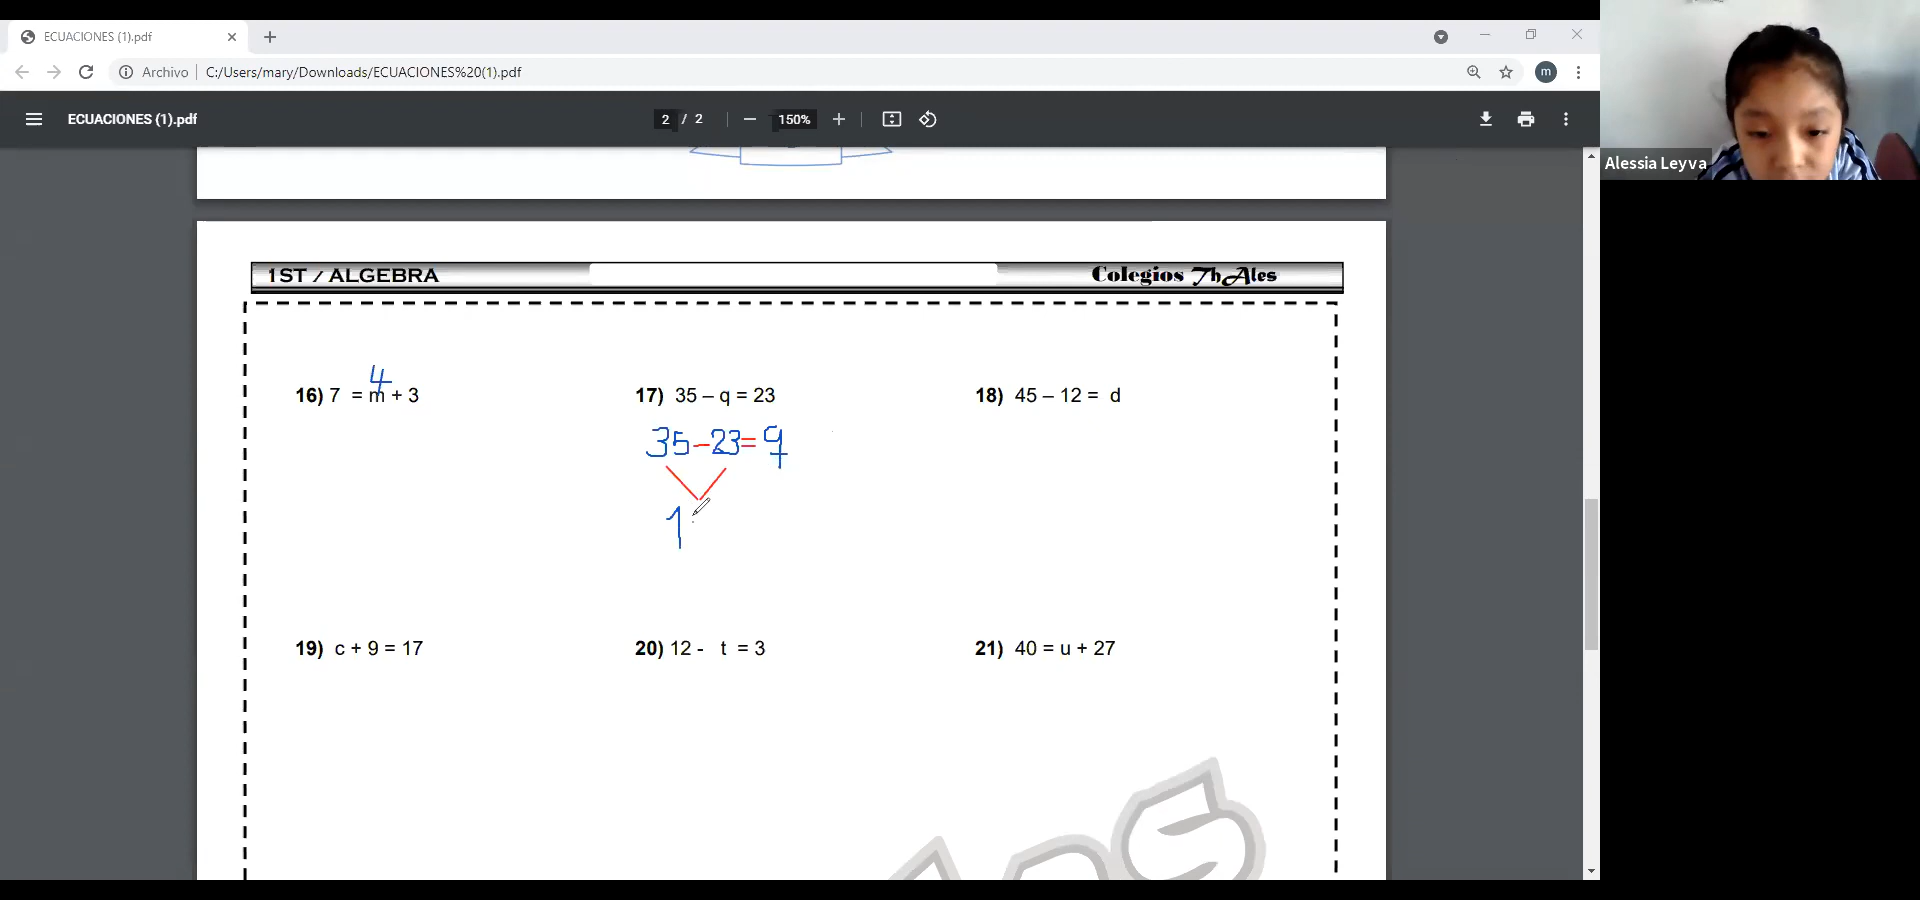 ECUACIONES (1).pdf
Archivo C:/Users/mary/Downloads/ECUACIONES%20(1).pdf
m
ECUACIONES (1).pdf
2 / 2
150%
Alessia Leyva
1ST / ALGEBRA
Colegios ThAles
4
16) 7 = m + 3
17) 35 – q = 23
18) 45 – 12 = d
35-23=q
1
19) c + 9 = 17
20) 12 - t = 3
21) 40 = u + 27